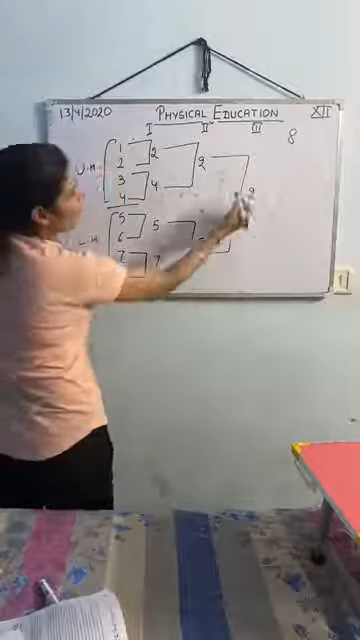 13/4/2020 PHYSICAL EDUCATION XII
I II III 8
U.H 1 2 2
2
3 4
4
5 5
6
7 7